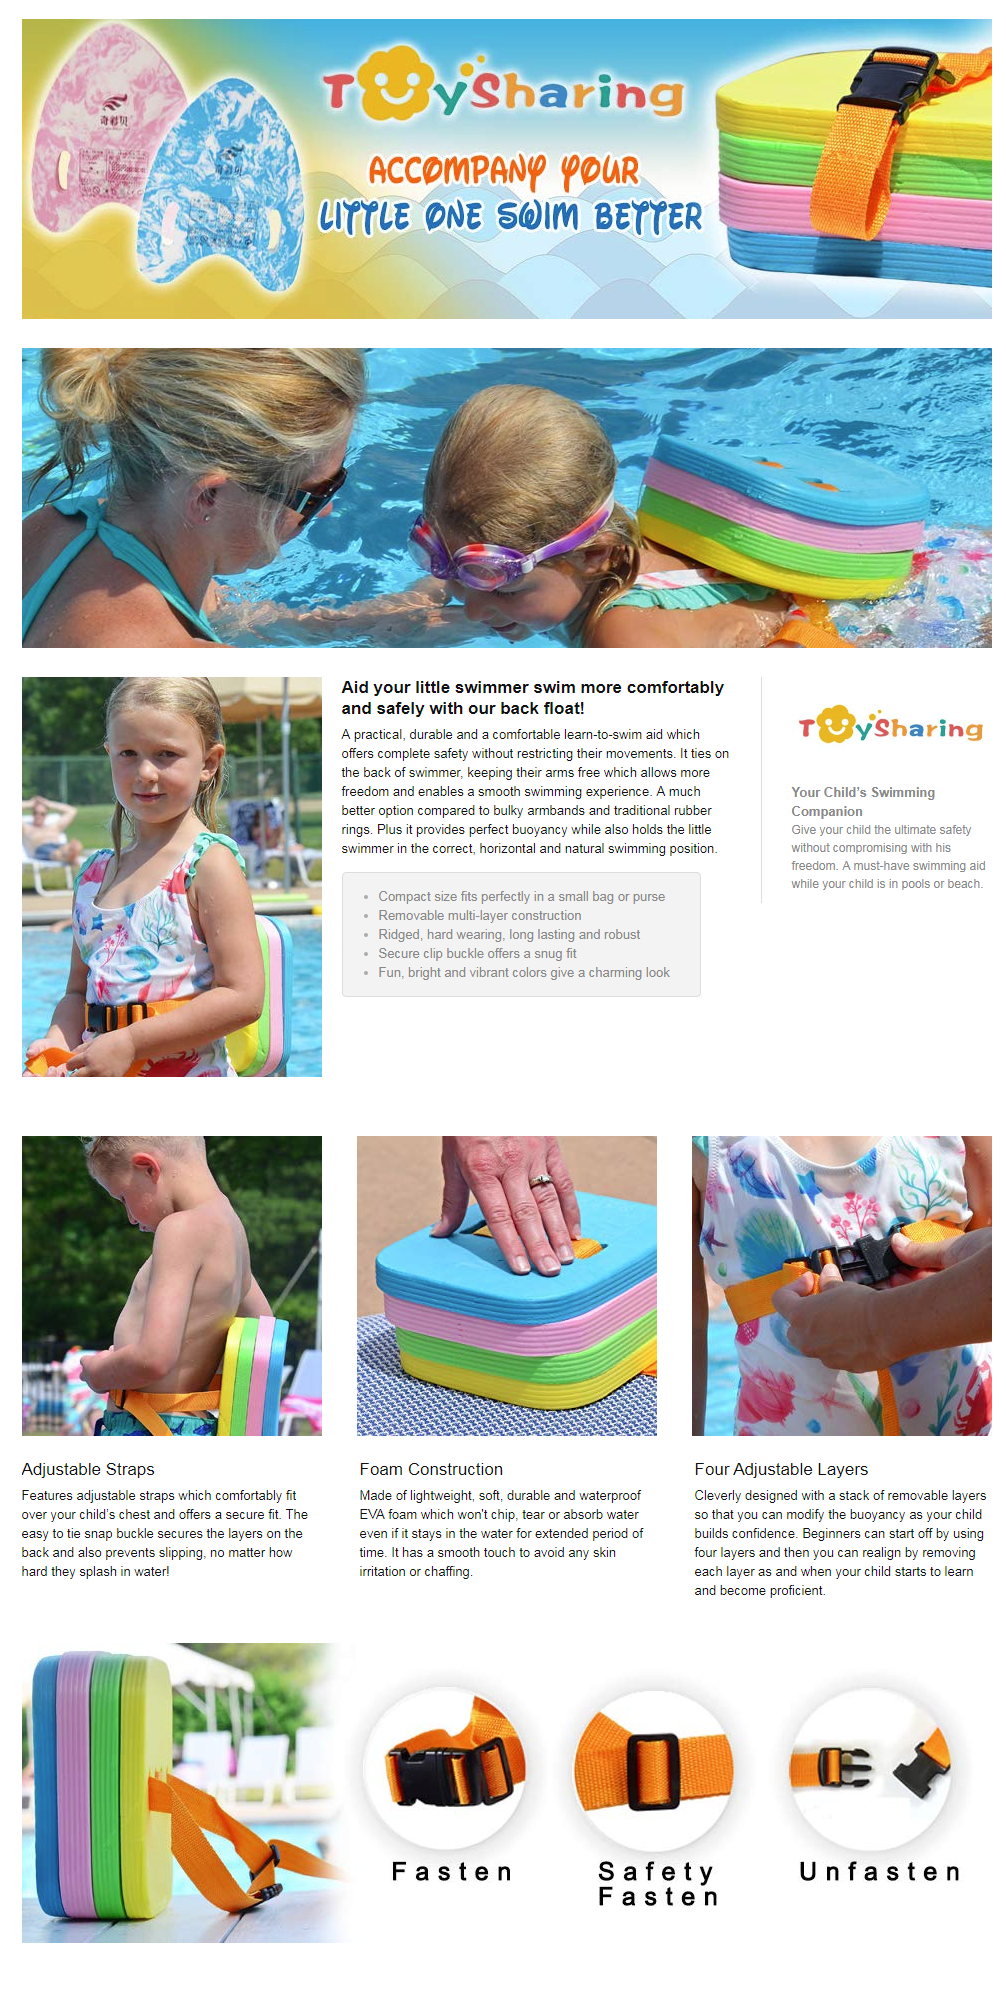 奇彩贝
奇彩贝
ToySharing
ACCOMPANY YOUR
LITTLE ONE SWIM BETTER
Aid your little swimmer swim more comfortably
and safely with our back float!
A practical, durable and a comfortable learn-to-swim aid which
offers complete safety without restricting their movements. It ties on
the back of swimmer, keeping their arms free which allows more
freedom and enables a smooth swimming experience. A much
better option compared to bulky armbands and traditional rubber
rings. Plus it provides perfect buoyancy while also holds the little
swimmer in the correct, horizontal and natural swimming position.
• Compact size fits perfectly in a small bag or purse
• Removable multi-layer construction
• Ridged, hard wearing, long lasting and robust
• Secure clip buckle offers a snug fit
• Fun, bright and vibrant colors give a charming look
ToySharing
Your Child's Swimming
Companion
Give your child the ultimate safety
without compromising with his
freedom. A must-have swimming aid
while your child is in pools or beach.
Adjustable Straps
Features adjustable straps which comfortably fit
over your child's chest and offers a secure fit. The
easy to tie snap buckle secures the layers on the
back and also prevents slipping, no matter how
hard they splash in water!
Foam Construction
Made of lightweight, soft, durable and waterproof
EVA foam which won't chip, tear or absorb water
even if it stays in the water for extended period of
time. It has a smooth touch to avoid any skin
irritation or chaffing.
Four Adjustable Layers
Cleverly designed with a stack of removable layers
so that you can modify the buoyancy as your child
builds confidence. Beginners can start off by using
four layers and then you can realign by removing
each layer as and when your child starts to learn
and become proficient.
Fasten
Safety
Fasten
Unfasten